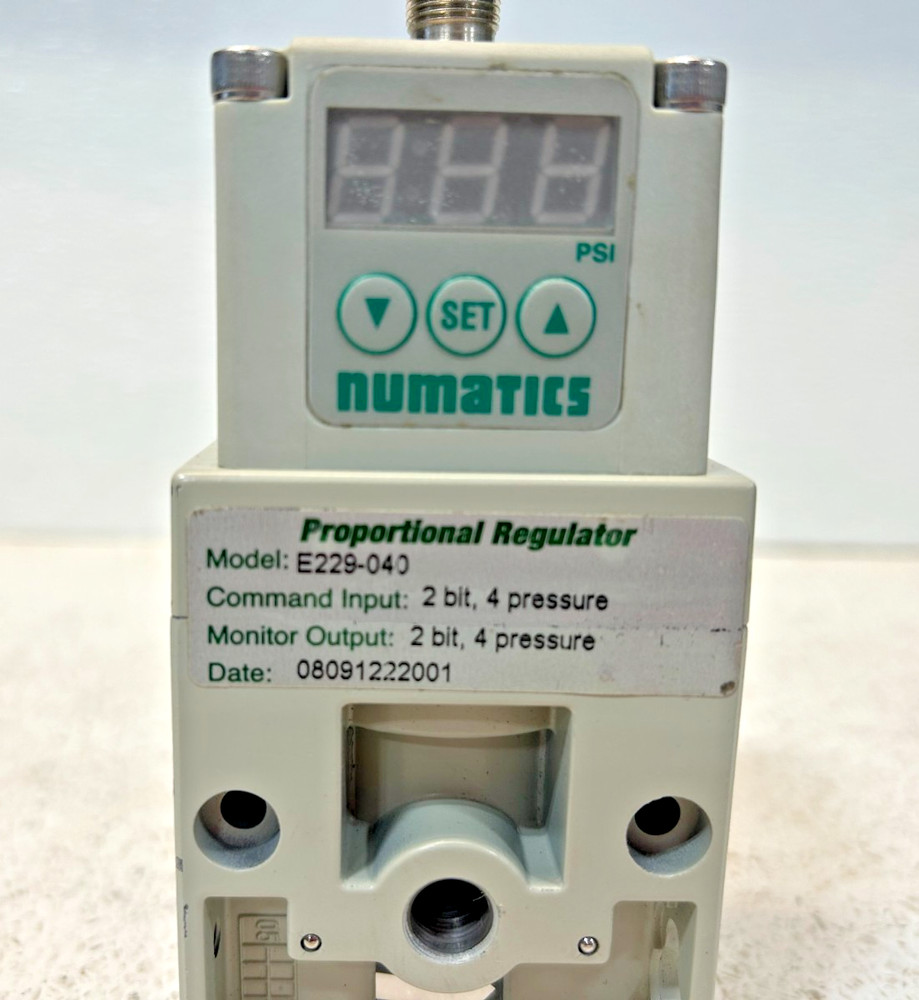 PSI
▼ SET ▲
numatics
Proportional Regulator
Model: E229-040
Command Input: 2 bit, 4 pressure
Monitor Output: 2 bit, 4 pressure
Date: 08091222001